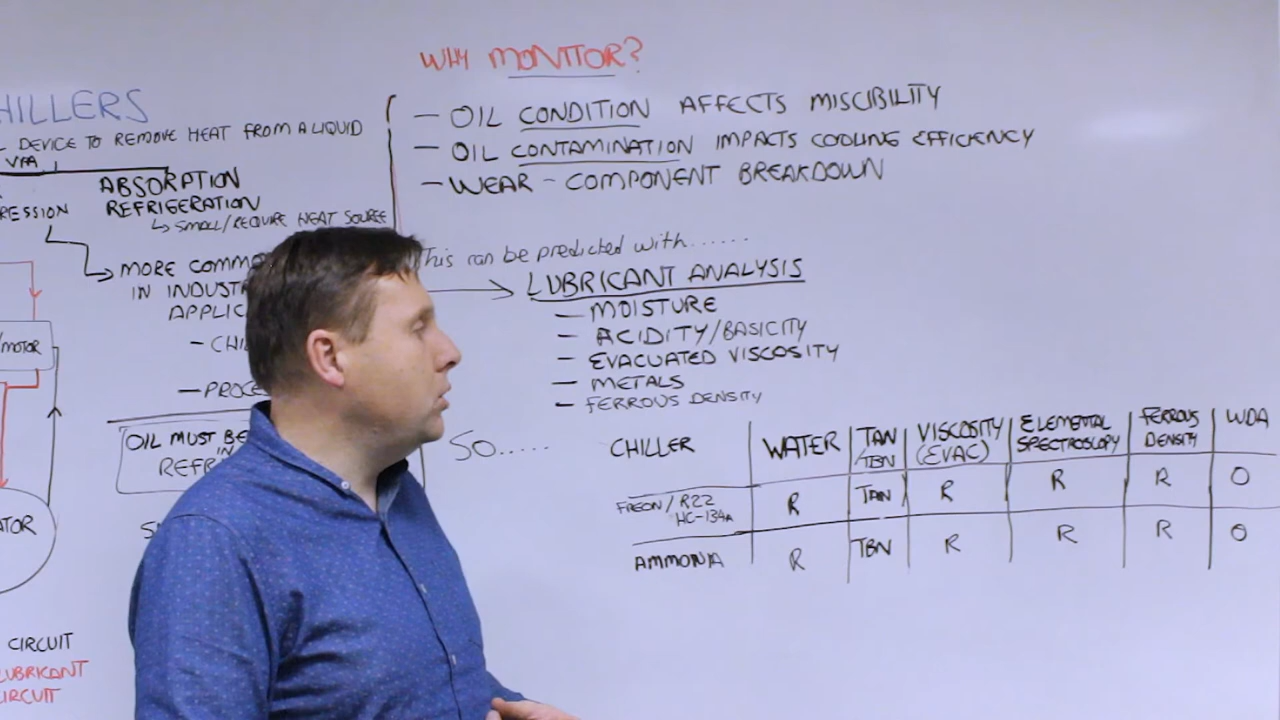 WHY MONITOR?
- OIL CONDITION AFFECTS MISCIBILITY
- OIL CONTAMINATION IMPACTS COOLING EFFICIENCY
- WEAR - COMPONENT BREAKDOWN
HILLERS
DEVICE TO REMOVE HEAT FROM A LIQUID
VIA
ABSORPTION
REFRIGERATION
↳ SMALL/REQUIRE HEAT SOURCE
RESSION
MORE COMMO
IN INDUST
APPLIC
- CHI
- PROCE
/MOTOR
OIL MUST BE
IN
REFR
ATOR
CIRCUIT
LUBRICANT
CIRCUIT
This can be predicted with......
LUBRICANT ANALYSIS
- MOISTURE
- ACIDITY/BASICITY
- EVACUATED VISCOSITY
- METALS
- FERROUS DENSITY
So.....
CHILLER WATER TAN/TBN VISCOSITY (EVAC) ELEMENTAL SPECTROSCOPY FERROUS DENSITY WDA
FREON/R22 HC-134A R TAN R R R O
AMMONIA R TBN R R R O